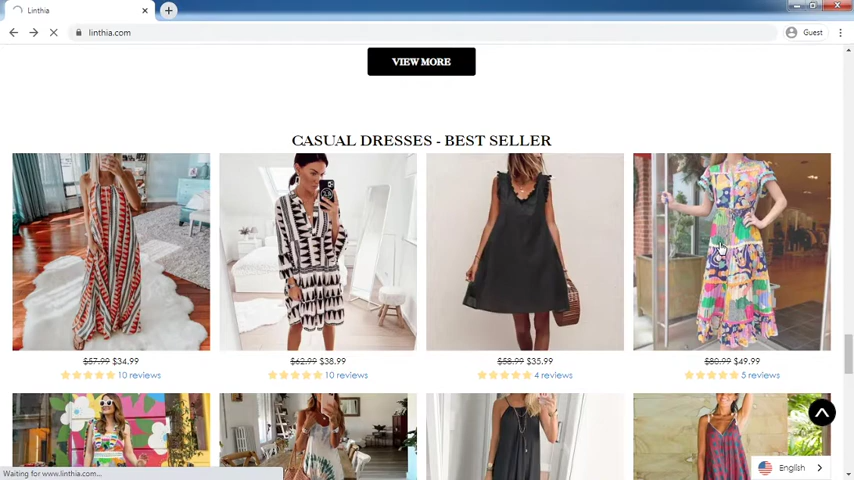 Linthia
linthia.com
Guest
VIEW MORE
CASUAL DRESSES - BEST SELLER
$57.99 $34.99
10 reviews
$62.99 $38.99
10 reviews
$58.99 $35.99
4 reviews
$80.99 $49.99
5 reviews
English
Waiting for www.linthia.com...